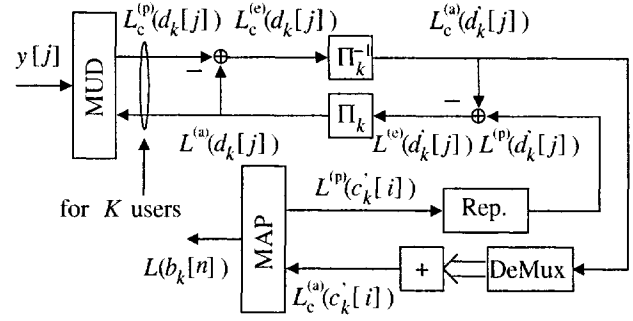 L_c^(p)(d_k[j]) L_c^(e)(d_k[j]) L_c^(a)(d'_k[j])
y[j]
MUD
− ⊕ Π_k^{-1}
− ⊕
Π_k
L^(a)(d_k[j]) L^(e)(d'_k[j]) L^(p)(d'_k[j])
for K users
MAP
L^(p)(c'_k[i])
Rep.
L(b_k[n])
+
DeMux
L_c^(a)(c'_k[i])